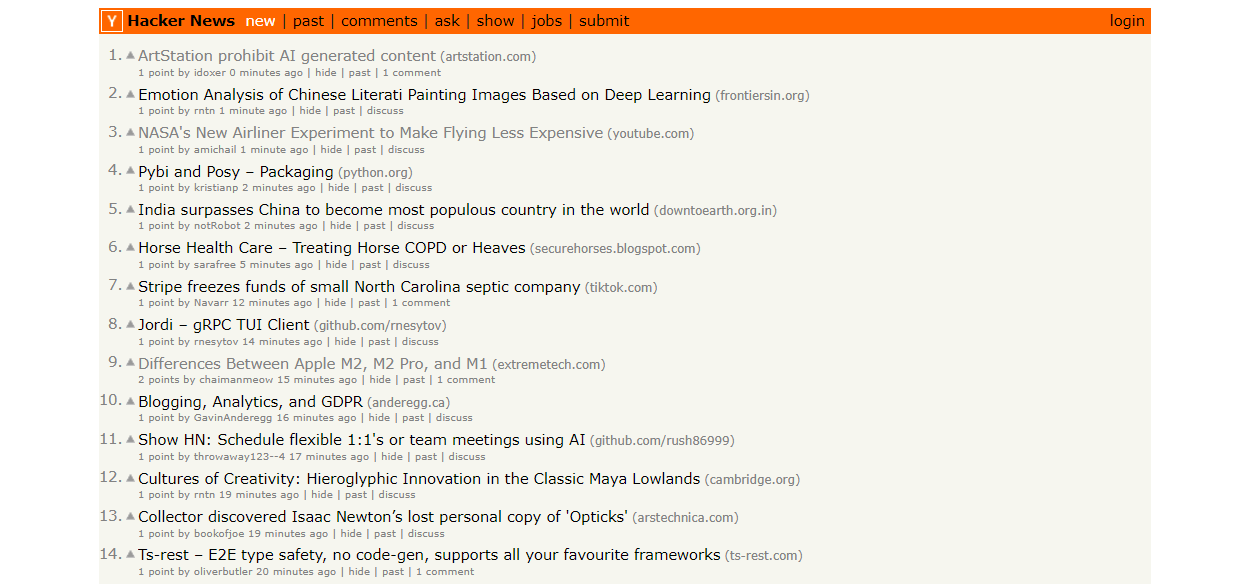 Y Hacker News new | past | comments | ask | show | jobs | submit login
1. ArtStation prohibit AI generated content (artstation.com)
1 point by idoxer 0 minutes ago | hide | past | 1 comment
2. Emotion Analysis of Chinese Literati Painting Images Based on Deep Learning (frontiersin.org)
1 point by rntn 1 minute ago | hide | past | discuss
3. NASA's New Airliner Experiment to Make Flying Less Expensive (youtube.com)
1 point by amichail 1 minute ago | hide | past | discuss
4. Pybi and Posy – Packaging (python.org)
1 point by kristianp 2 minutes ago | hide | past | discuss
5. India surpasses China to become most populous country in the world (downtoearth.org.in)
1 point by notRobot 2 minutes ago | hide | past | discuss
6. Horse Health Care – Treating Horse COPD or Heaves (securehorses.blogspot.com)
1 point by sarafree 5 minutes ago | hide | past | discuss
7. Stripe freezes funds of small North Carolina septic company (tiktok.com)
1 point by Navarr 12 minutes ago | hide | past | 1 comment
8. Jordi – gRPC TUI Client (github.com/rnesytov)
1 point by rnesytov 14 minutes ago | hide | past | discuss
9. Differences Between Apple M2, M2 Pro, and M1 (extremetech.com)
2 points by chaimanmeow 15 minutes ago | hide | past | 1 comment
10. Blogging, Analytics, and GDPR (anderegg.ca)
1 point by GavinAnderegg 16 minutes ago | hide | past | discuss
11. Show HN: Schedule flexible 1:1's or team meetings using AI (github.com/rush86999)
1 point by throwaway123--4 17 minutes ago | hide | past | discuss
12. Cultures of Creativity: Hieroglyphic Innovation in the Classic Maya Lowlands (cambridge.org)
1 point by rntn 19 minutes ago | hide | past | discuss
13. Collector discovered Isaac Newton’s lost personal copy of 'Opticks' (arstechnica.com)
1 point by bookofjoe 19 minutes ago | hide | past | discuss
14. Ts-rest – E2E type safety, no code-gen, supports all your favourite frameworks (ts-rest.com)
1 point by oliverbutler 20 minutes ago | hide | past | 1 comment